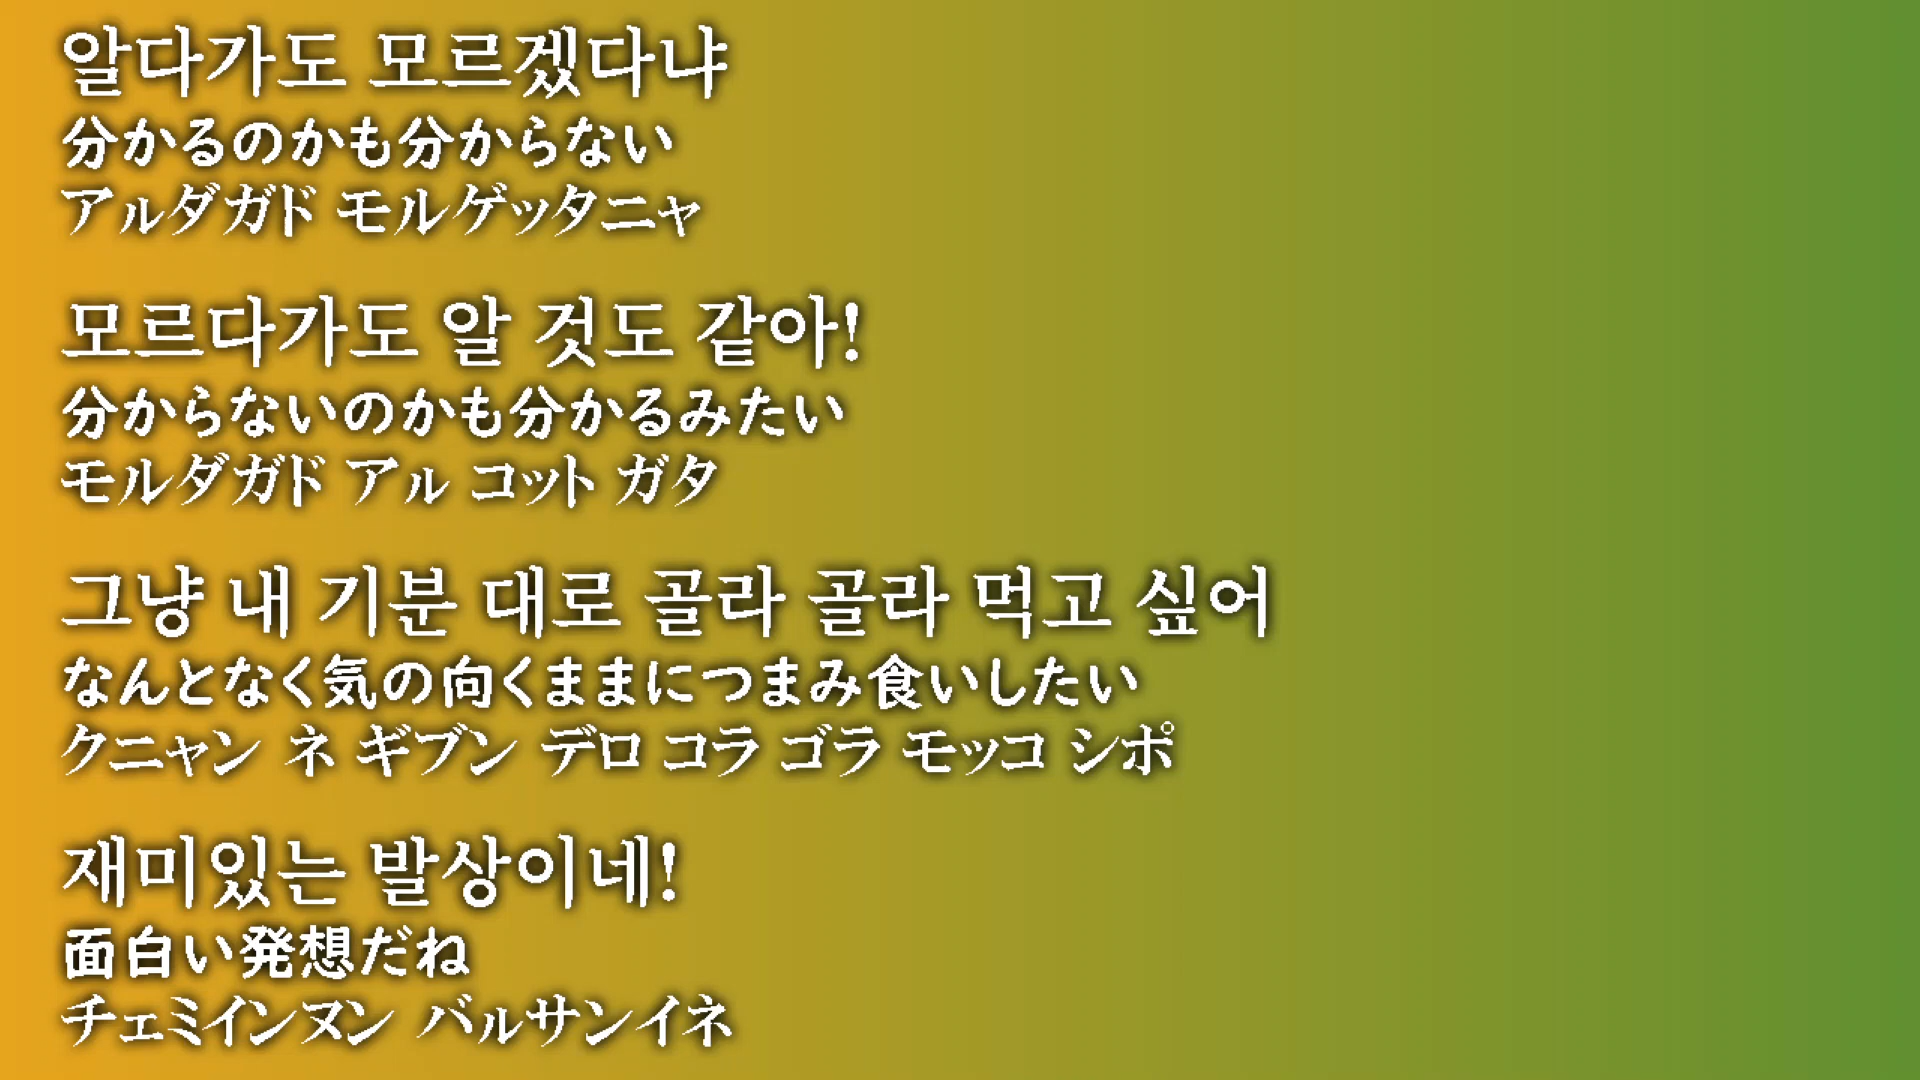 알다가도 모르겠다냐
分かるのかも分からない
アルダガド モルゲッタニャ
모르다가도 알 것도 같아!
分からないのかも分かるみたい
モルダガド アル コット ガタ
그냥 내 기분 대로 골라 골라 먹고 싶어
なんとなく気の向くままにつまみ食いしたい
クニャン ネ ギブン デロ コラ ゴラ モッコ シポ
재미있는 발상이네!
面白い発想だね
チェミインヌン バルサンイネ